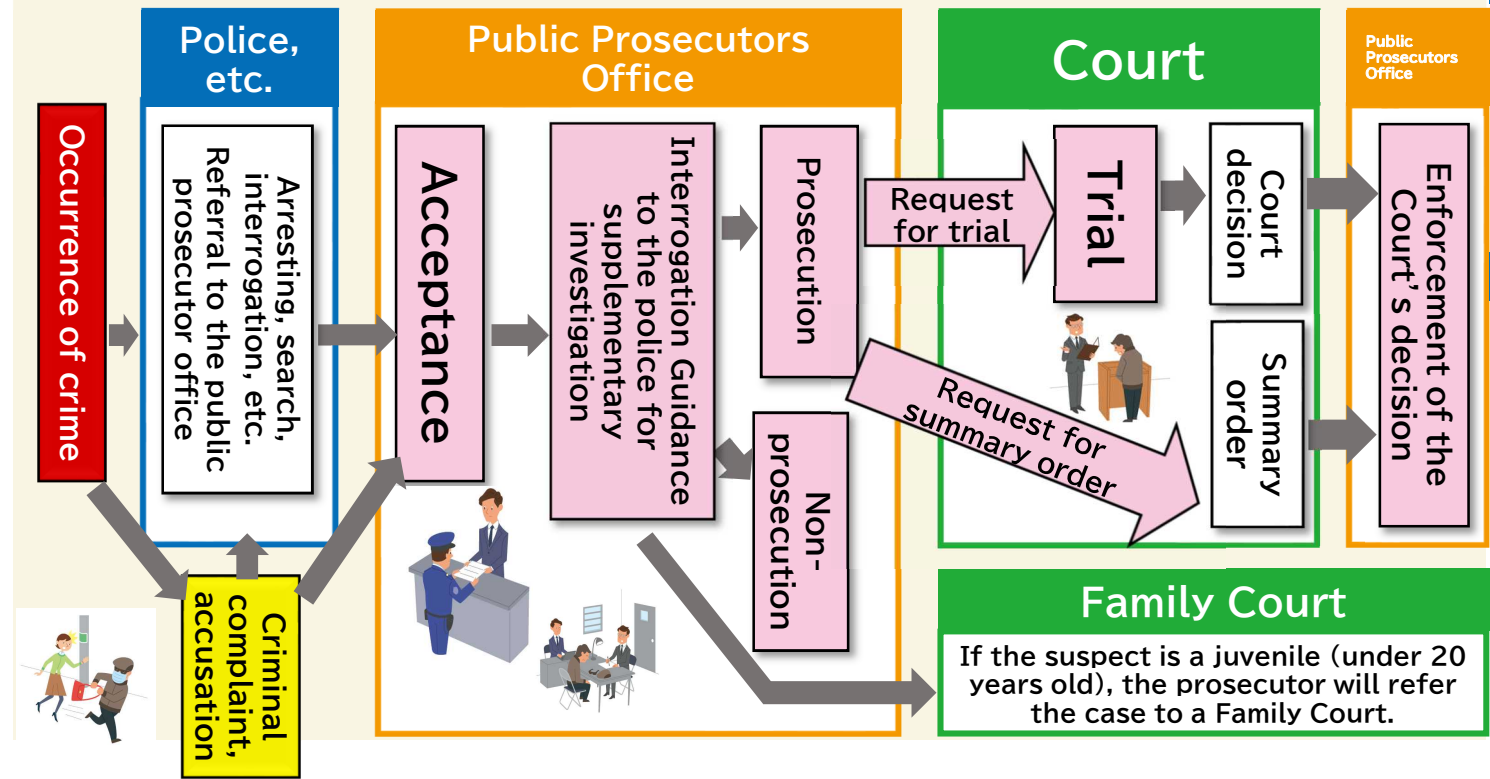 Police,
etc.
Public Prosecutors
Office
Court
Public
Prosecutors
Office
Occurrence of crime
Arresting, search,
interrogation, etc.
Referral to the public
prosecutor office
Criminal
complaint,
accusation
Acceptance
Interrogation Guidance
to the police for
supplementary
investigation
Prosecution
Non-
prosecution
Request
for trial
Request for
summary order
Trial
Court
decision
Summary
order
Enforcement of the
Court's decision
Family Court
If the suspect is a juvenile (under 20
years old), the prosecutor will refer
the case to a Family Court.